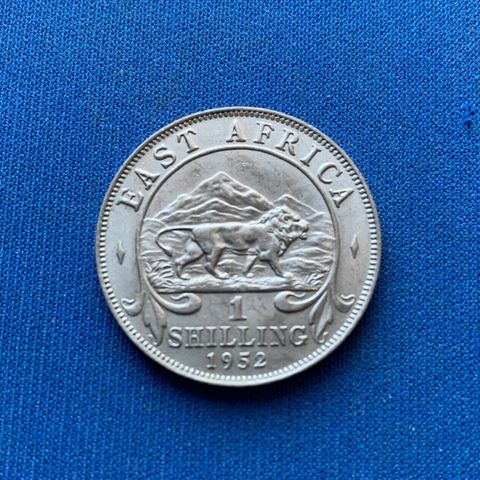 EAST AFRICA
1
SHILLING
1952